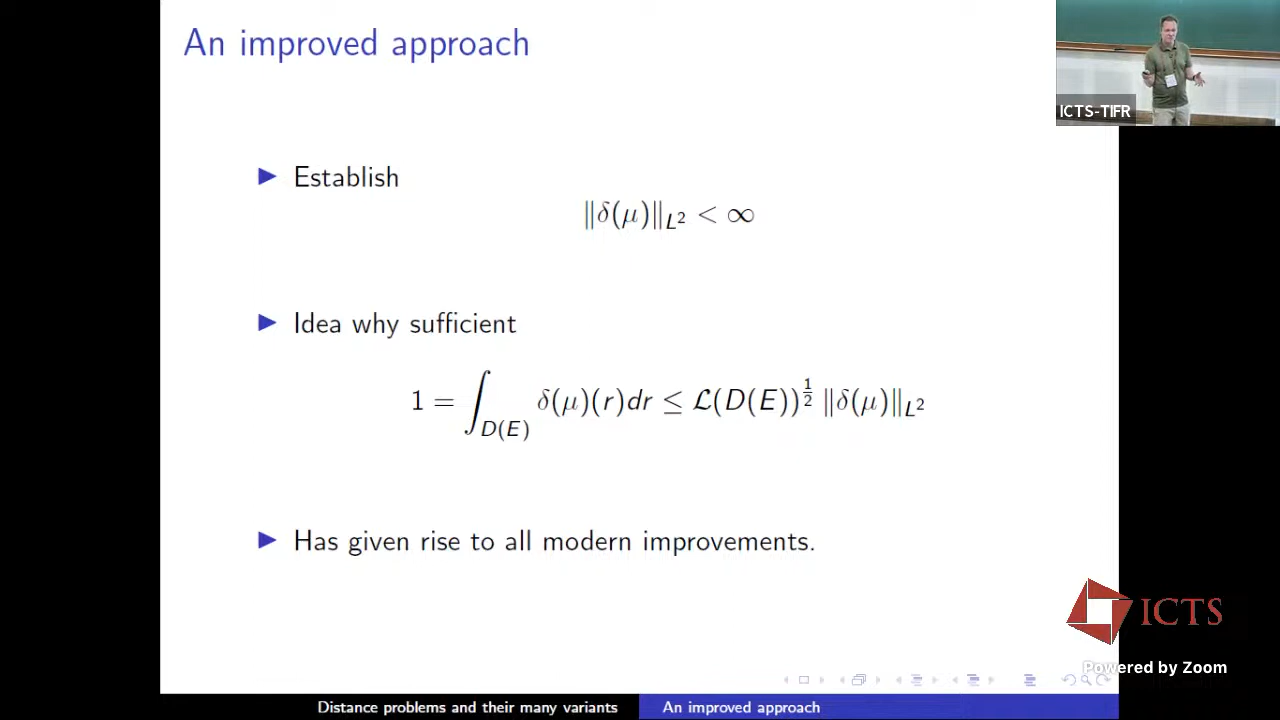 An improved approach
ICTS-TIFR
▶ Establish
‖δ(μ)‖_{L²} < ∞
▶ Idea why sufficient
1 = ∫_{D(E)} δ(μ)(r)dr ≤ 𝓛(D(E))^{1/2} ‖δ(μ)‖_{L²}
▶ Has given rise to all modern improvements.
ICTS
Powered by Zoom
Distance problems and their many variants
An improved approach